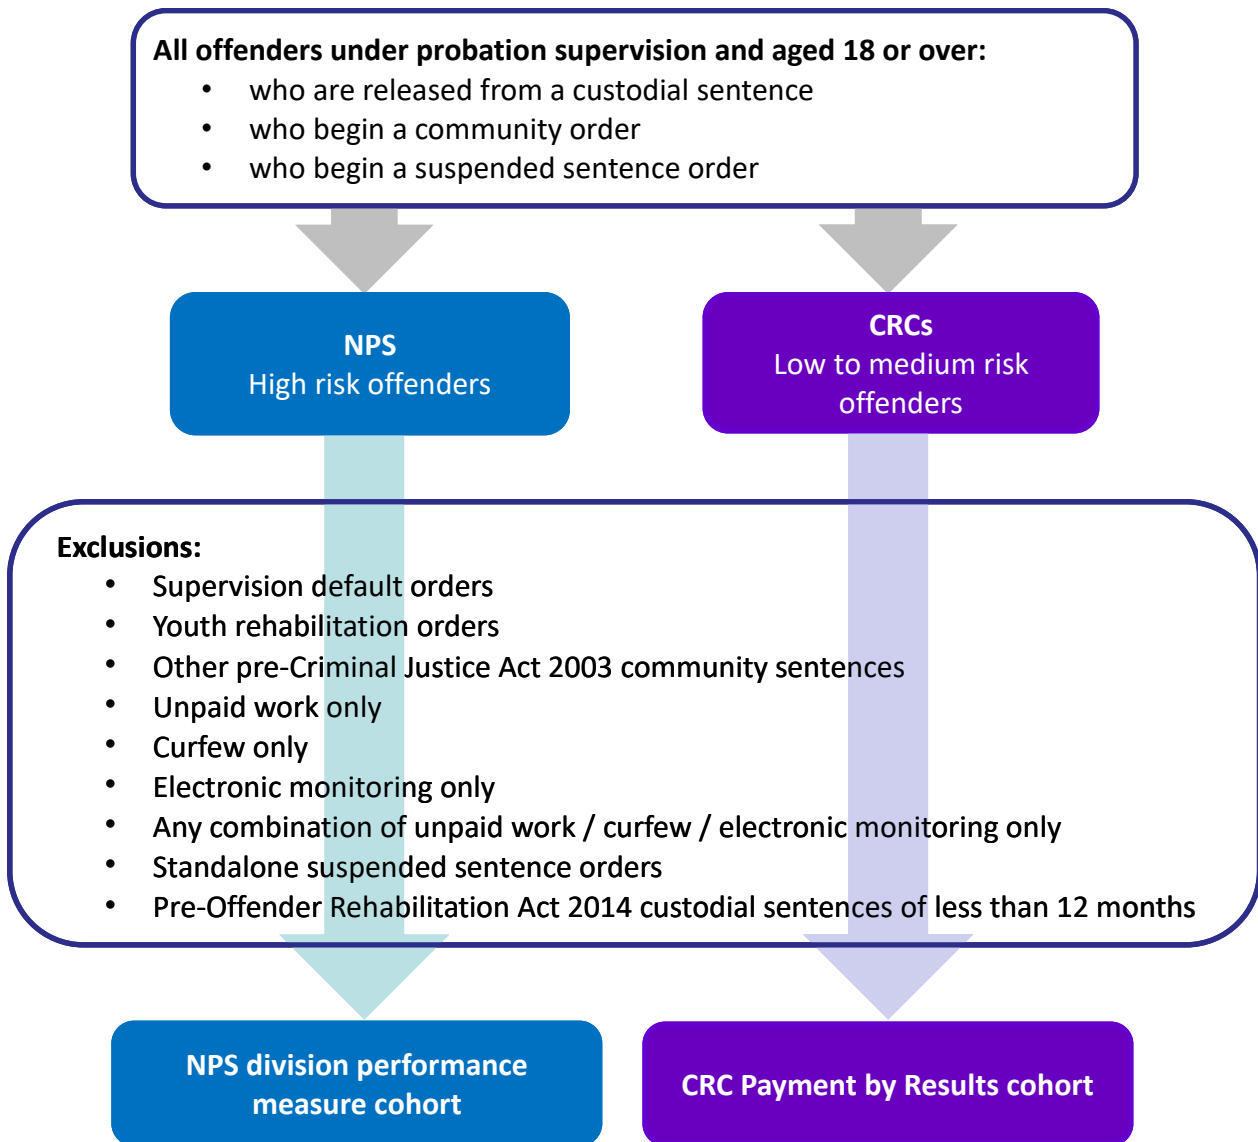 All offenders under probation supervision and aged 18 or over:
• who are released from a custodial sentence
• who begin a community order
• who begin a suspended sentence order
NPS
High risk offenders
CRCs
Low to medium risk
offenders
Exclusions:
• Supervision default orders
• Youth rehabilitation orders
• Other pre-Criminal Justice Act 2003 community sentences
• Unpaid work only
• Curfew only
• Electronic monitoring only
• Any combination of unpaid work / curfew / electronic monitoring only
• Standalone suspended sentence orders
• Pre-Offender Rehabilitation Act 2014 custodial sentences of less than 12 months
NPS division performance
measure cohort
CRC Payment by Results cohort